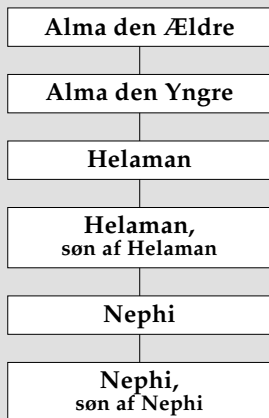 Alma den Ældre
Alma den Yngre
Helaman
Helaman,
søn af Helaman
Nephi
Nephi,
søn af Nephi